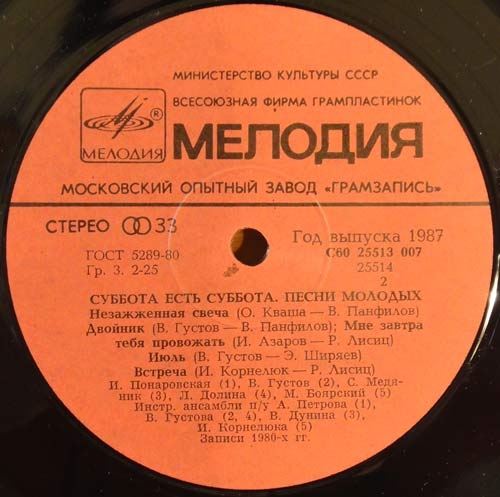 МИНИСТЕРСТВО КУЛЬТУРЫ СССР
ВСЕСОЮЗНАЯ ФИРМА ГРАМПЛАСТИНОК
®
МЕЛОДИЯ
МЕЛОДИЯ
МОСКОВСКИЙ ОПЫТНЫЙ ЗАВОД «ГРАМЗАПИСЬ»
СТЕРЕО 33
Год выпуска 1987
ГОСТ 5289-80
С60 25513 007
Гр. 3. 2-25
25514
2
СУББОТА ЕСТЬ СУББОТА. ПЕСНИ МОЛОДЫХ
Незажженная свеча (О. Кваша — В. Панфилов)
Двойник (В. Густов — В. Панфилов); Мне завтра
тебя провожать (И. Азаров — Р. Лисиц)
Июль (В. Густов — Э. Ширяев)
Встреча (И. Корнелюк — Р. Лисиц)
И. Понаровская (1), В. Густов (2), С. Медя-
ник (3), Л. Долина (4), М. Боярский (5)
Инстр. ансамбли п/у А. Петрова (1),
В. Густова (2, 4), В. Дунина (3),
И. Корнелюка (5)
Записи 1980-х гг.